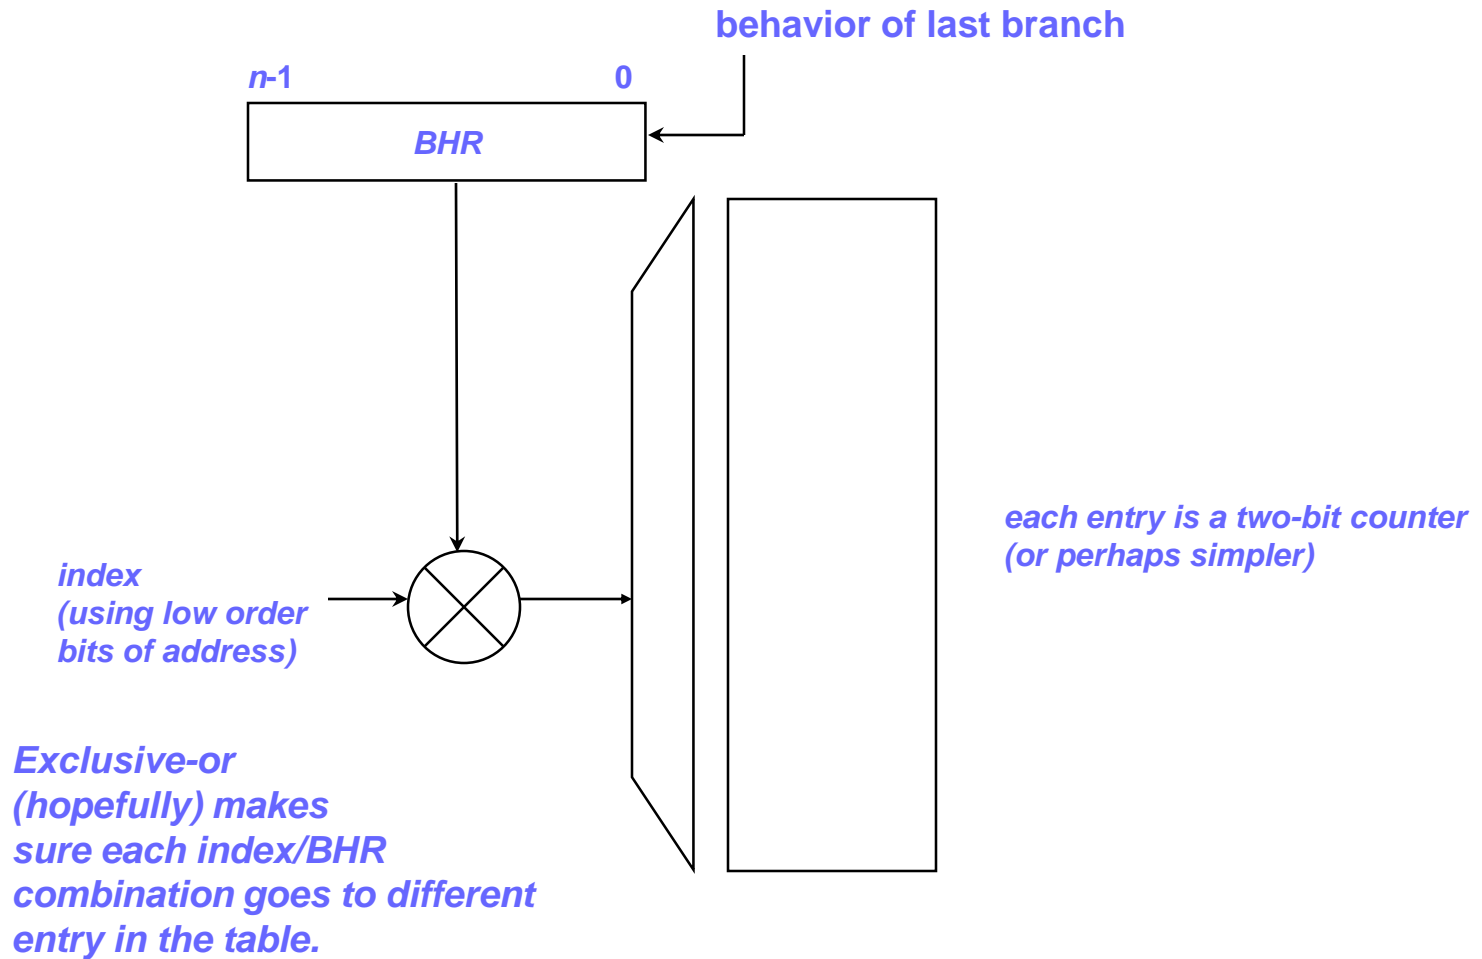 behavior of last branch
n-1 0
BHR
each entry is a two-bit counter
(or perhaps simpler)
index
(using low order
bits of address)
Exclusive-or
(hopefully) makes
sure each index/BHR
combination goes to different
entry in the table.